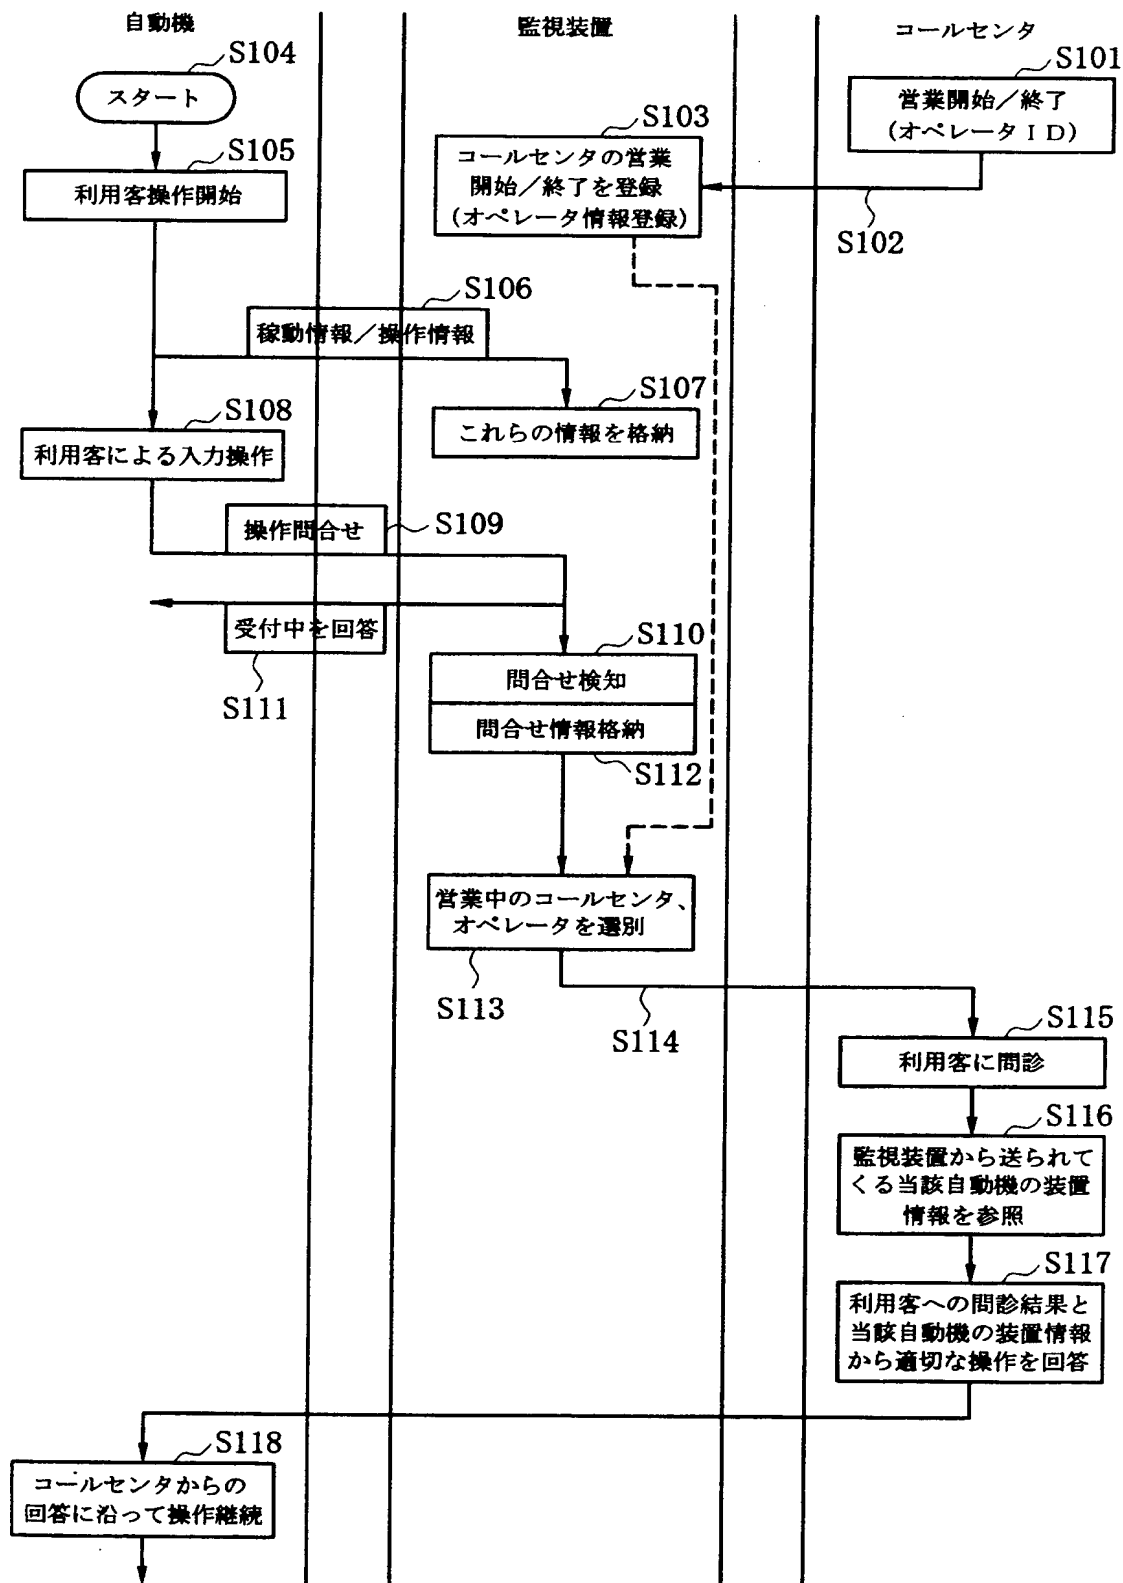 自動機
監視装置
コールセンタ
S104
スタート
S101
営業開始／終了
（オペレータＩＤ）
S103
コールセンタの営業
開始／終了を登録
（オペレータ情報登録）
S102
S105
利用客操作開始
S106
稼動情報／操作情報
S107
これらの情報を格納
S108
利用客による入力操作
操作問合せ
S109
受付中を回答
S111
S110
問合せ検知
問合せ情報格納
S112
営業中のコールセンタ、
オペレータを選別
S113
S114
S115
利用客に問診
S116
監視装置から送られて
くる当該自動機の装置
情報を参照
S117
利用客への問診結果と
当該自動機の装置情報
から適切な操作を回答
S118
コールセンタからの
回答に沿って操作継続